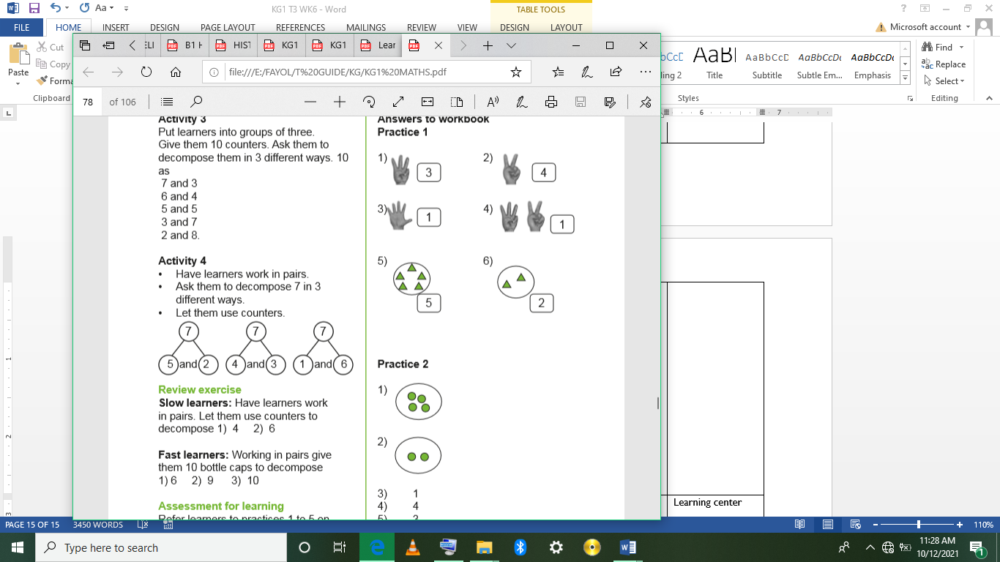 KG1 T3 WK6 - Word
TABLE TOOLS
FILE
HOME
INSERT
DESIGN
PAGE LAYOUT
REFERENCES
MAILINGS
REVIEW
VIEW
DESIGN
LAYOUT
Microsoft account
Paste
Cut
Copy
Clipboard
B1
HIST
KG1
KG1
Lear
file:///E:/FAYOL/T%20GUIDE/KG/KG1%20MATHS.pdf
78 of 106
AaBbCcD
Title
Subtitle
Subtle Em...
Emphasis
Styles
Find
Replace
Select
Editing
6
7
Activity 3
Put learners into groups of three.
Give them 10 counters. Ask them to
decompose them in 3 different ways. 10
as
7 and 3
6 and 4
5 and 5
3 and 7
2 and 8.
Activity 4
• Have learners work in pairs.
• Ask them to decompose 7 in 3
different ways.
• Let them use counters.
7 7 7
5 and 2 4 and 3 1 and 6
Review exercise
Slow learners: Have learners work
in pairs. Let them use counters to
decompose 1) 4 2) 6
Fast learners: Working in pairs give
them 10 bottle caps to decompose
1) 6 2) 9 3) 10
Assessment for learning
Refer learners to practices 1 to 5 on
Answers to workbook
Practice 1
1) 3 2) 4
3) 1 4) 1
5) 5 6) 2
Practice 2
1)
2)
3) 1
4) 4
5) 3
Learning center
1
2
3
PAGE 15 OF 15
3450 WORDS
110%
Type here to search
11:28 AM
10/12/2021
1